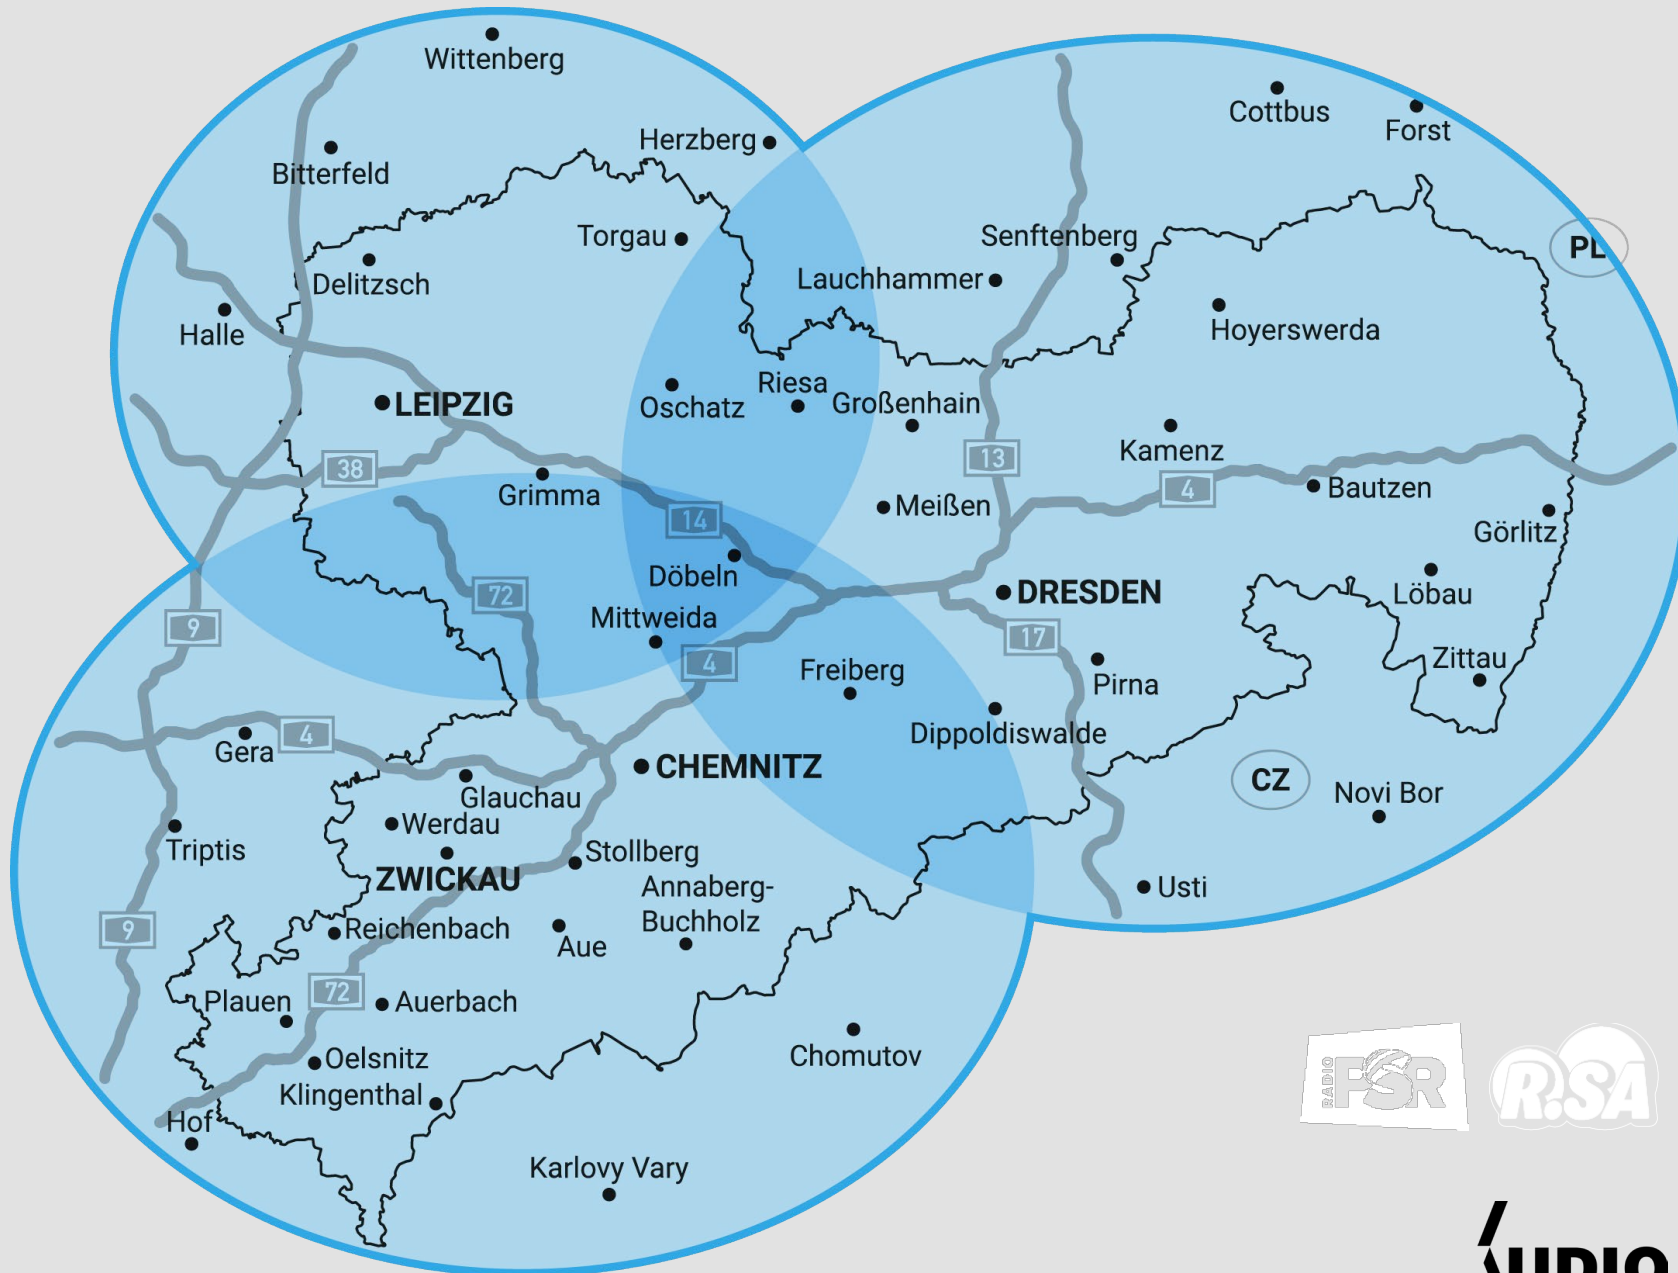 Wittenberg
Cottbus
Forst
Herzberg
Bitterfeld
Torgau
Senftenberg
PL
Delitzsch
Lauchhammer
Halle
Hoyerswerda
LEIPZIG
Riesa
Oschatz
Großenhain
Kamenz
38
13
4
Bautzen
Grimma
Meißen
14
Görlitz
Döbeln
72
DRESDEN
Löbau
Mittweida
9
17
4
Freiberg
Zittau
Pirna
4
Gera
Dippoldiswalde
CHEMNITZ
CZ
Novi Bor
Glauchau
Werdau
Triptis
Stollberg
ZWICKAU
Annaberg-
Buchholz
Usti
9
Reichenbach
Aue
72
Plauen
Auerbach
Chomutov
Oelsnitz
Klingenthal
RADIO
PSR
R.SA
Hof
Karlovy Vary
AUDIO